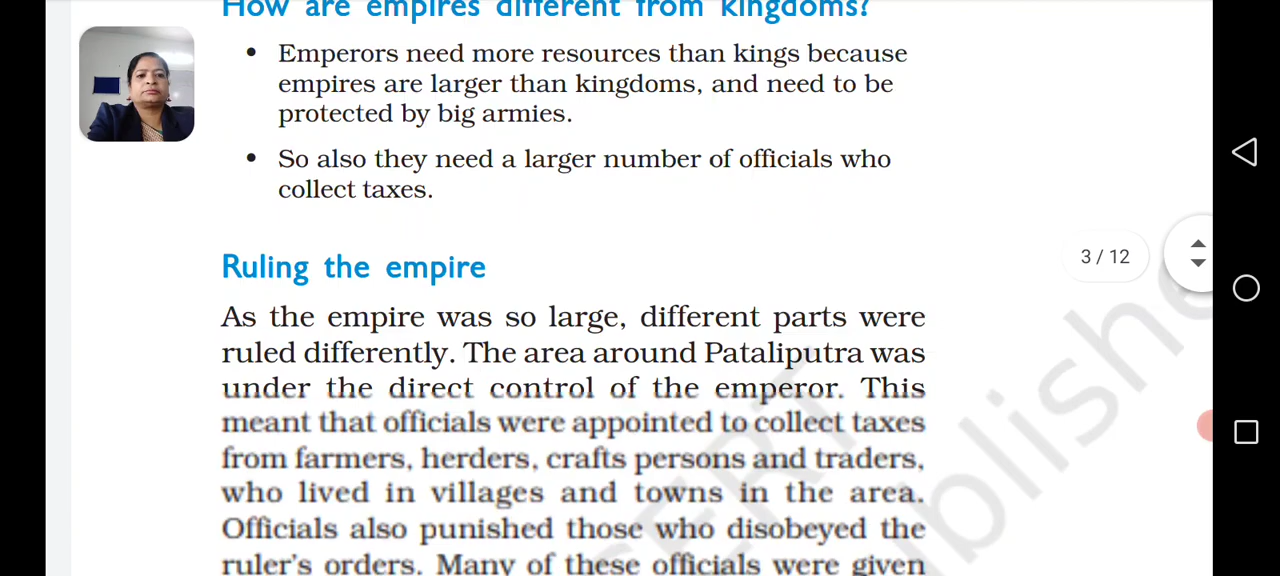 How are empires different from kingdoms?
• Emperors need more resources than kings because
empires are larger than kingdoms, and need to be
protected by big armies.
• So also they need a larger number of officials who
collect taxes.
3 / 12
Ruling the empire
As the empire was so large, different parts were
ruled differently. The area around Pataliputra was
under the direct control of the emperor. This
meant that officials were appointed to collect taxes
from farmers, herders, crafts persons and traders,
who lived in villages and towns in the area.
Officials also punished those who disobeyed the
ruler's orders. Many of these officials were given